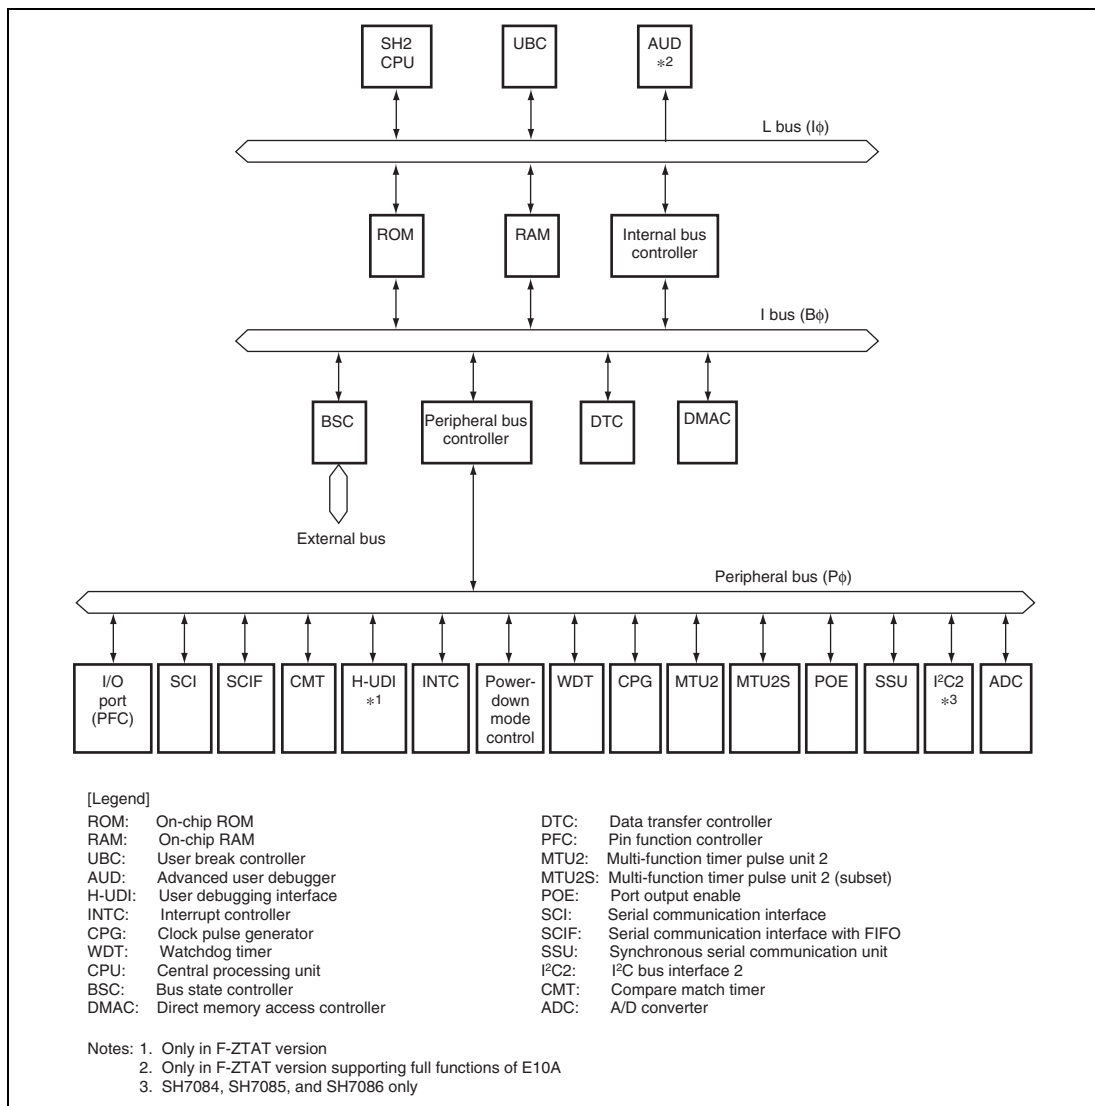 SH2
CPU
UBC
AUD
*2
L bus (Iϕ)
ROM
RAM
Internal bus
controller
I bus (Bϕ)
BSC
Peripheral bus
controller
DTC
DMAC
External bus
Peripheral bus (Pϕ)
I/O
port
(PFC)
SCI
SCIF
CMT
H-UDI
*1
INTC
Power-
down
mode
control
WDT
CPG
MTU2
MTU2S
POE
SSU
I²C2
*3
ADC
[Legend]
ROM: On-chip ROM
RAM: On-chip RAM
UBC: User break controller
AUD: Advanced user debugger
H-UDI: User debugging interface
INTC: Interrupt controller
CPG: Clock pulse generator
WDT: Watchdog timer
CPU: Central processing unit
BSC: Bus state controller
DMAC: Direct memory access controller
DTC: Data transfer controller
PFC: Pin function controller
MTU2: Multi-function timer pulse unit 2
MTU2S: Multi-function timer pulse unit 2 (subset)
POE: Port output enable
SCI: Serial communication interface
SCIF: Serial communication interface with FIFO
SSU: Synchronous serial communication unit
I²C2: I²C bus interface 2
CMT: Compare match timer
ADC: A/D converter
Notes: 1. Only in F-ZTAT version
2. Only in F-ZTAT version supporting full functions of E10A
3. SH7084, SH7085, and SH7086 only